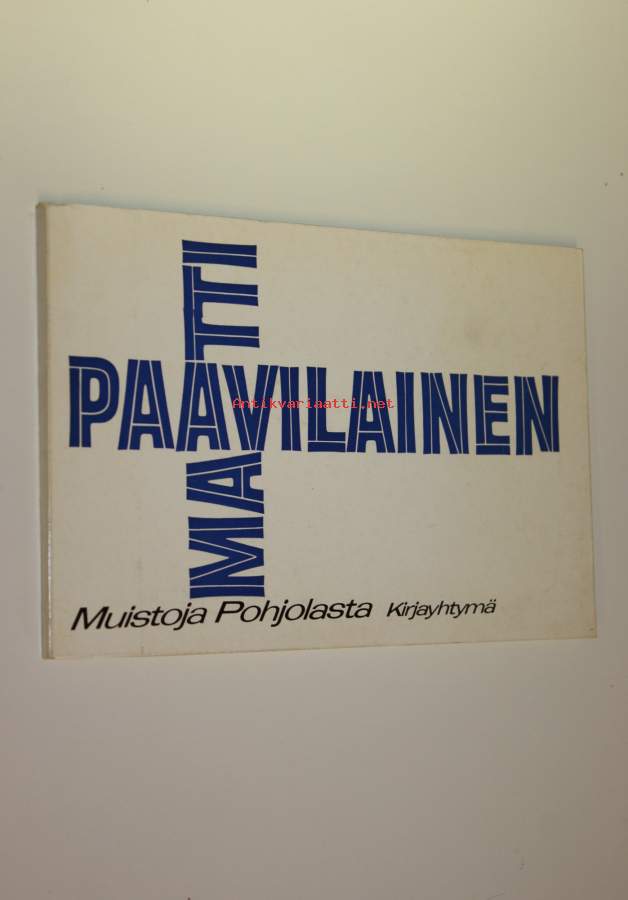 MATTI
PAAVILAINEN
Antikvariaatti.net
Muistoja Pohjolasta Kirjayhtymä